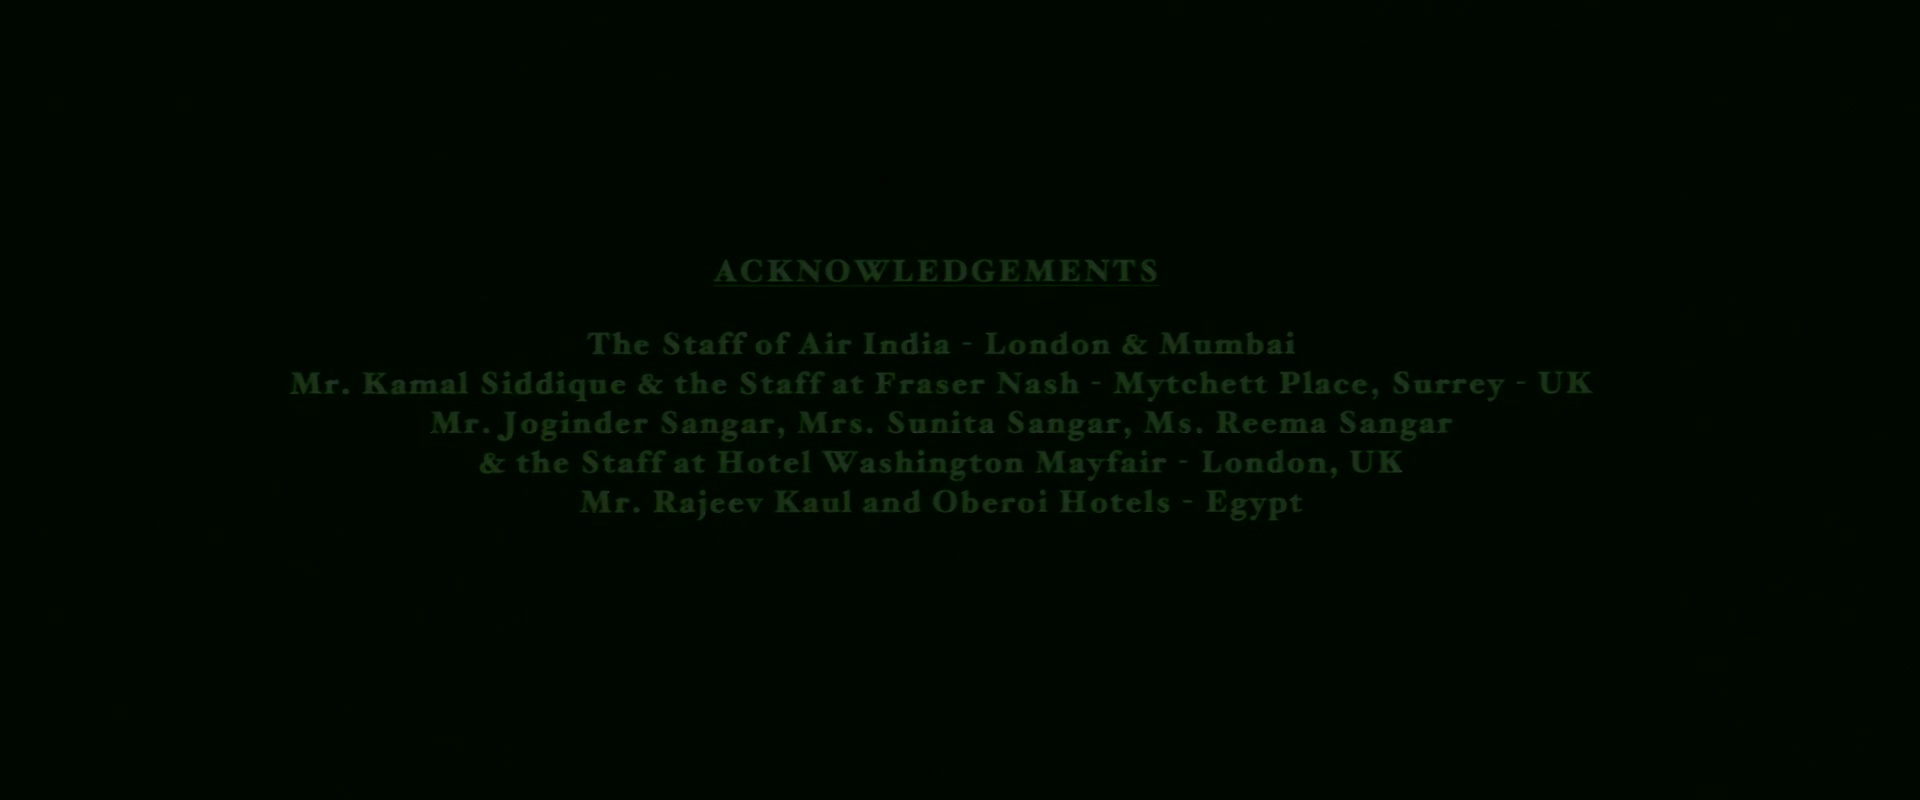 ACKNOWLEDGEMENTS
The Staff of Air India - London & Mumbai
Mr. Kamal Siddique & the Staff at Fraser Nash - Mytchett Place, Surrey - UK
Mr. Joginder Sangar, Mrs. Sunita Sangar, Ms. Reema Sangar
& the Staff at Hotel Washington Mayfair - London, UK
Mr. Rajeev Kaul and Oberoi Hotels - Egypt